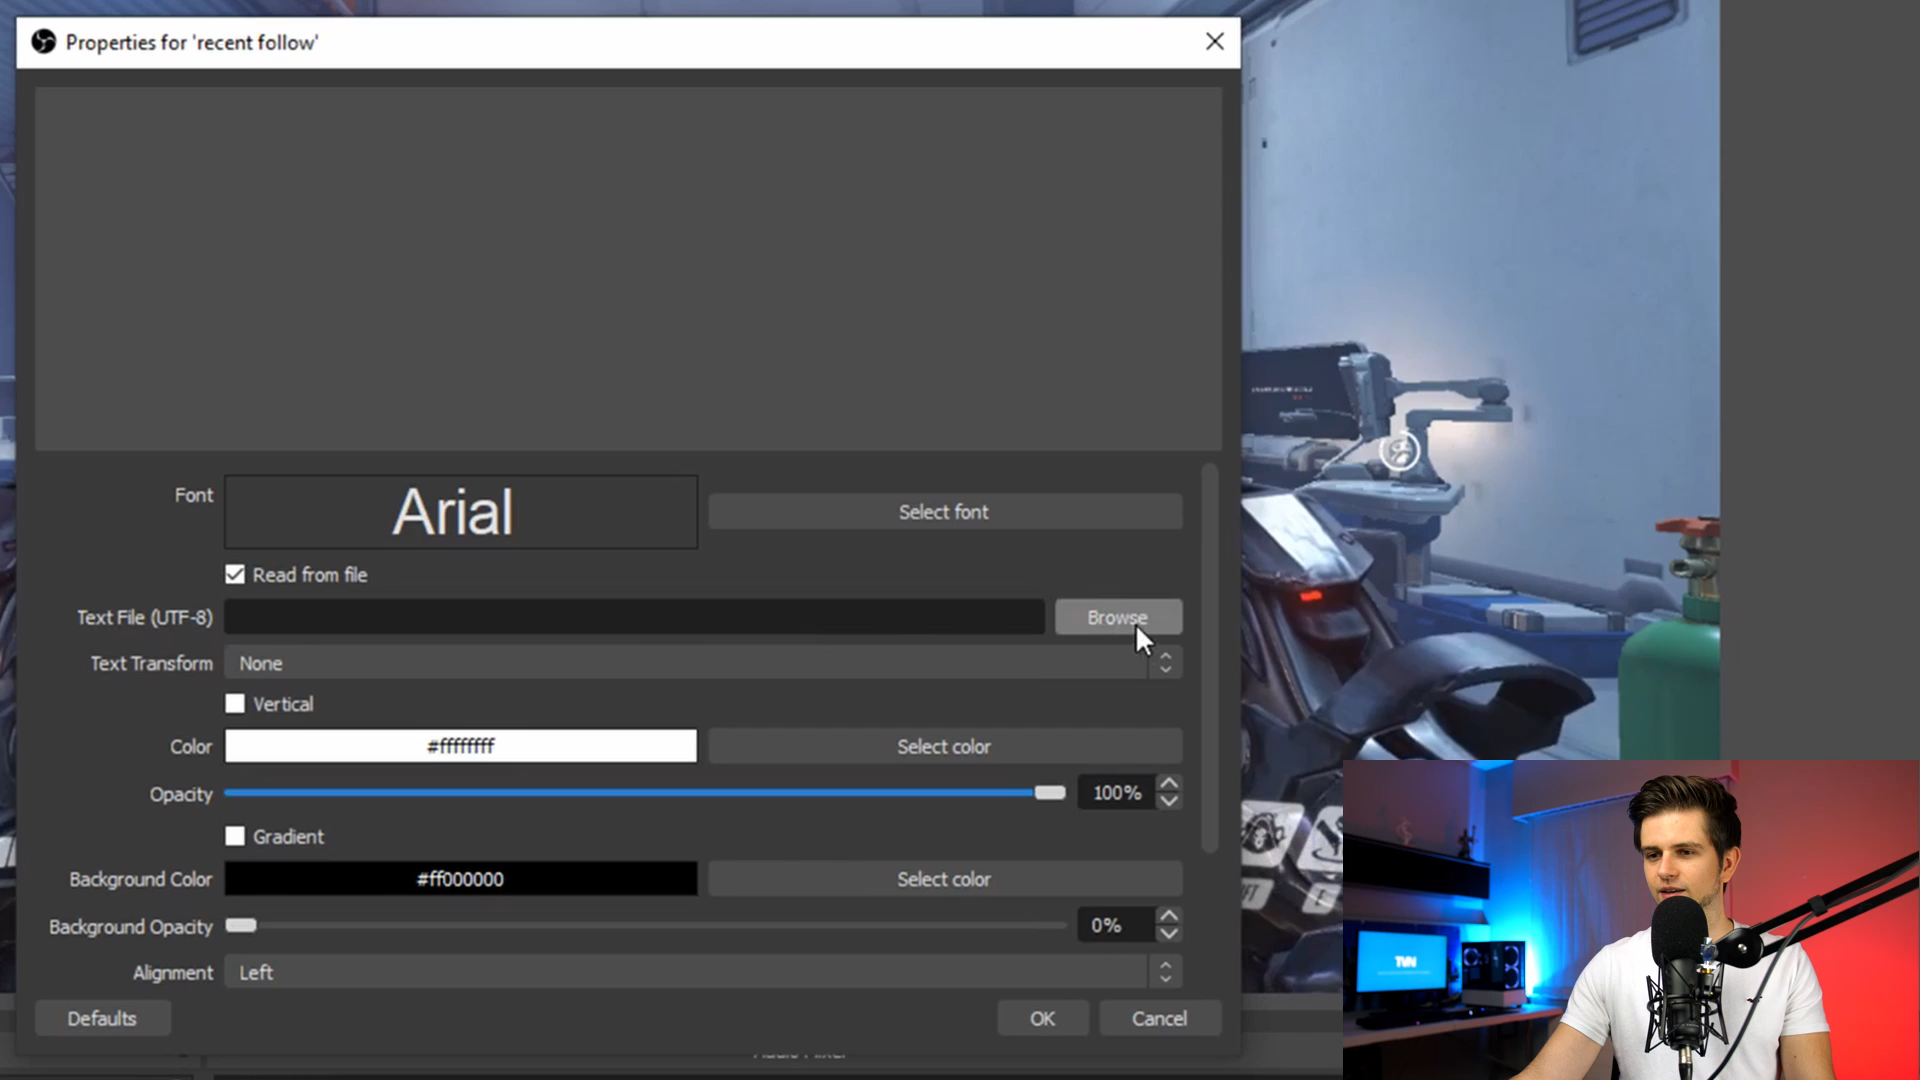 Properties for 'recent follow'
Font
Arial
Select font
Read from file
Text File (UTF-8)
Browse
Text Transform
None
Vertical
Color
#ffffffff
Select color
Opacity
100%
Gradient
Background Color
#ff000000
Select color
Background Opacity
0%
Alignment
Left
Defaults
OK
Cancel
TVN